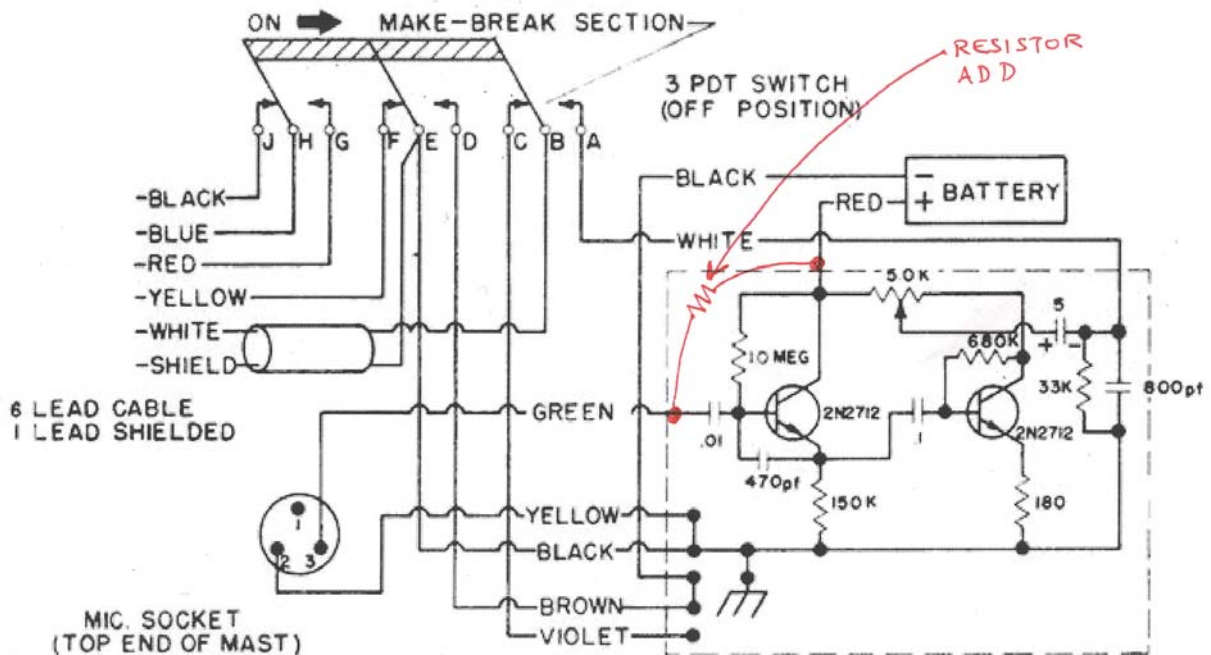 ON MAKE-BREAK SECTION
RESISTOR
ADD
3 PDT SWITCH
(OFF POSITION)
J H G F E D C B A
BLACK
-
+
BATTERY
RED
-BLACK
-BLUE
WHITE
-RED
-YELLOW
50K
-WHITE
5
+ -
680K
-SHIELD
10 MEG
33K
800pf
6 LEAD CABLE
1 LEAD SHIELDED
GREEN
2N2712
2N2712
.01
.1
470pf
150K
180
1
2 3
YELLOW
BLACK
BROWN
VIOLET
MIC. SOCKET
(TOP END OF MAST)